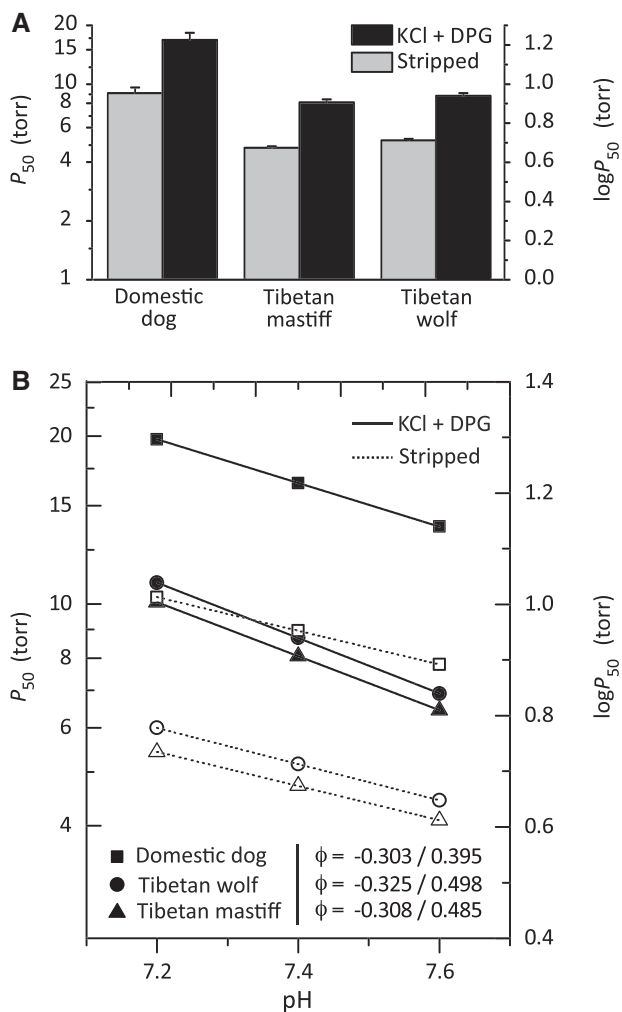 A
P50 (torr)
20
15
10
8
6
4
2
1
KCl + DPG
Stripped
1.2
1.0
0.8
0.6
0.4
0.2
0.0
logP50 (torr)
Domestic dog
Tibetan mastiff
Tibetan wolf
B
P50 (torr)
25
20
15
10
8
6
4
KCl + DPG
Stripped
1.4
1.2
1.0
0.8
0.6
0.4
logP50 (torr)
Domestic dog ϕ = -0.303 / 0.395
Tibetan wolf ϕ = -0.325 / 0.498
Tibetan mastiff ϕ = -0.308 / 0.485
7.2 7.4 7.6
pH